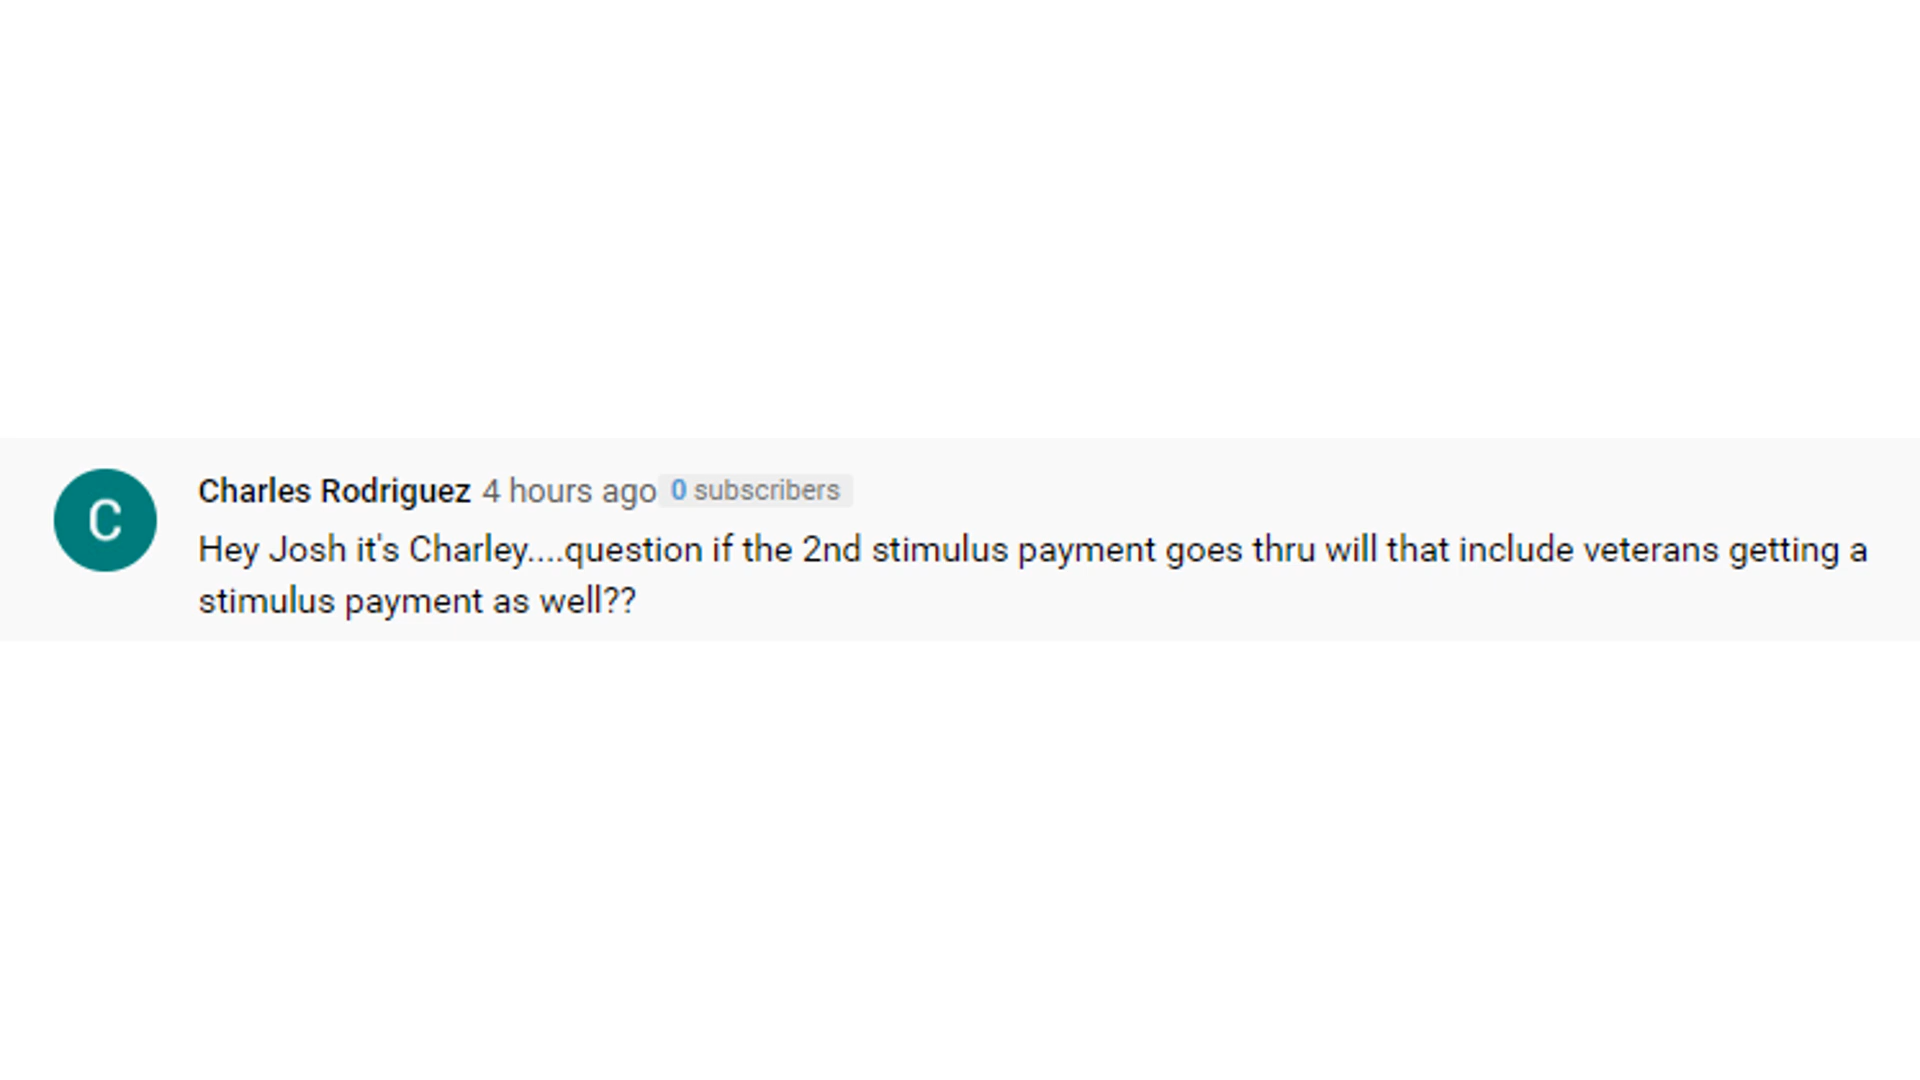 C
Charles Rodriguez 4 hours ago 0 subscribers
Hey Josh it's Charley....question if the 2nd stimulus payment goes thru will that include veterans getting a
stimulus payment as well??